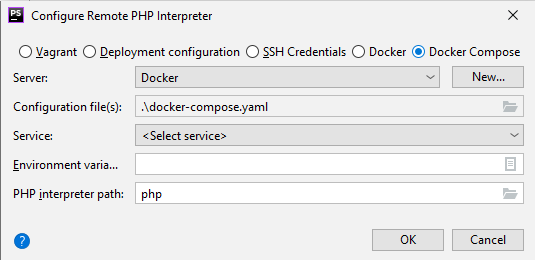 PS Configure Remote PHP Interpreter
Vagrant Deployment configuration SSH Credentials Docker Docker Compose
Server: Docker New...
Configuration file(s): .\docker-compose.yaml
Service: <Select service>
Environment varia...
PHP interpreter path: php
? OK Cancel